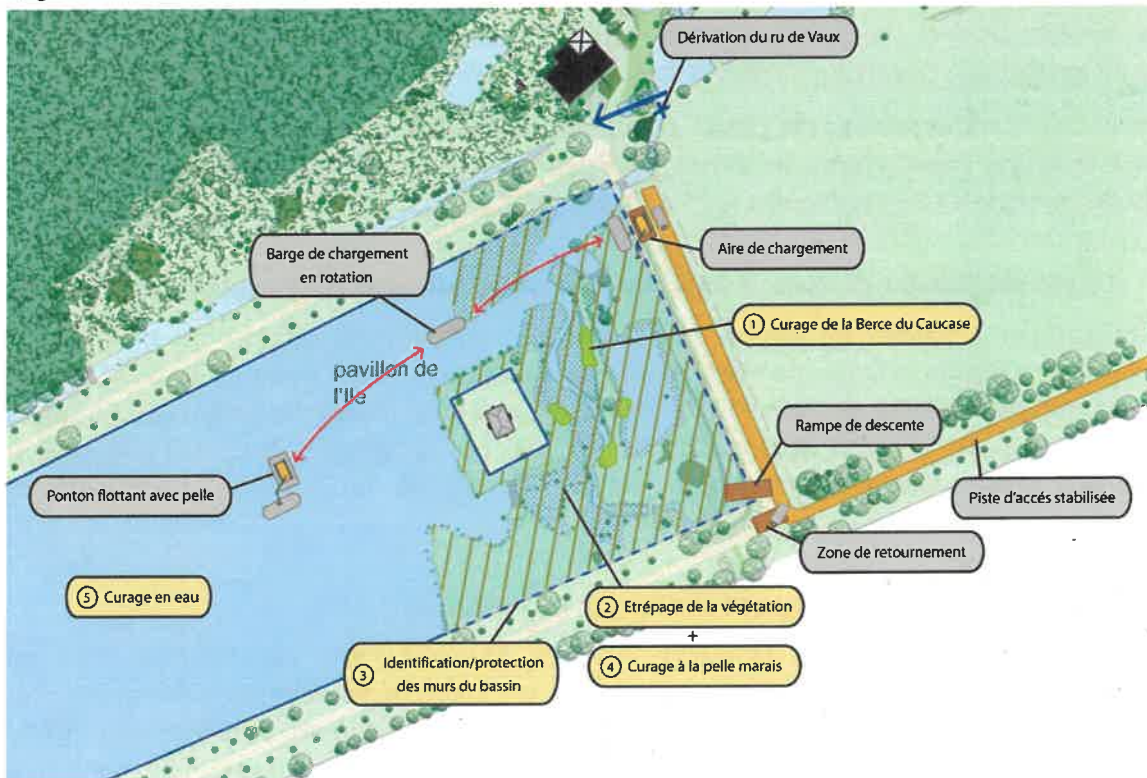 Dérivation du ru de Vaux
Barge de chargement
en rotation
Aire de chargement
① Curage de la Berce du Caucase
pavillon de
l'Ile
Rampe de descente
Ponton flottant avec pelle
Piste d'accés stabilisée
Zone de retournement
⑤ Curage en eau
② Etrépage de la végétation
+
④ Curage à la pelle marais
③ Identification/protection
des murs du bassin